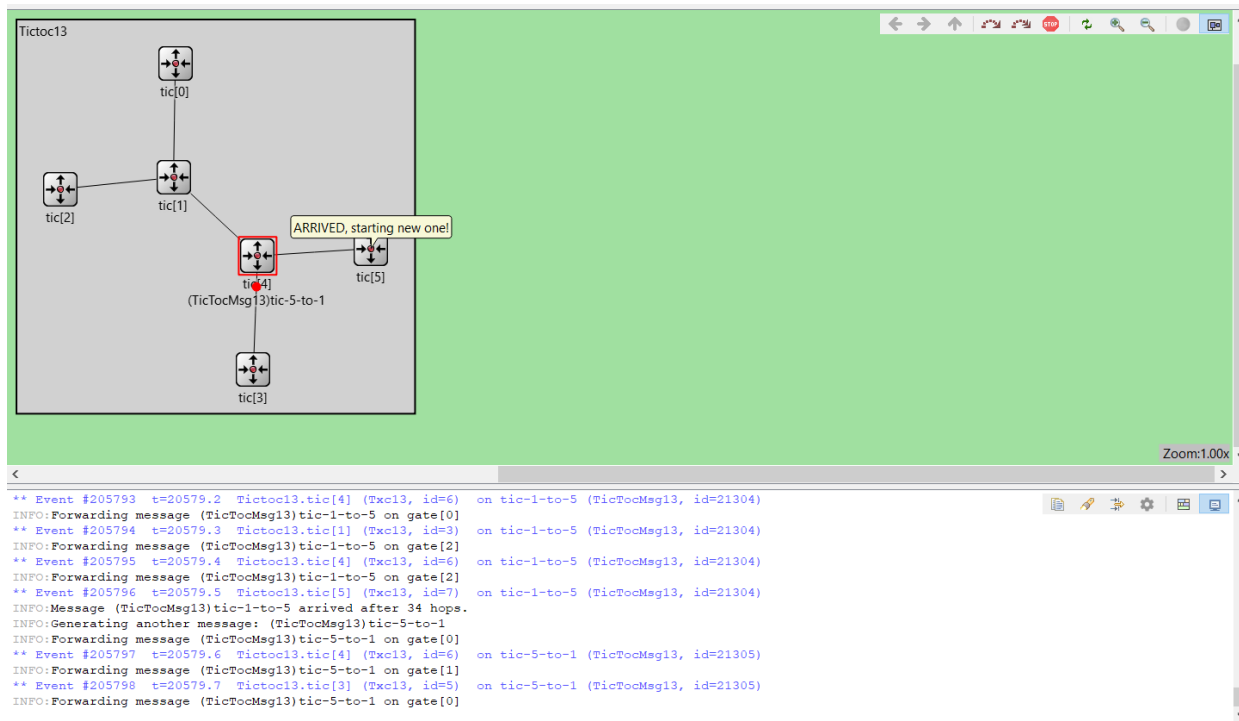 Tictoc13
STOP
tic[0]
tic[2]
tic[1]
ARRIVED, starting new one!
tic[4]
tic[5]
(TicTocMsg13)tic-5-to-1
tic[3]
Zoom:1.00x
** Event #205793 t=20579.2 Tictoc13.tic[4] (Txc13, id=6) on tic-1-to-5 (TicTocMsg13, id=21304)
INFO:Forwarding message (TicTocMsg13)tic-1-to-5 on gate[0]
** Event #205794 t=20579.3 Tictoc13.tic[1] (Txc13, id=3) on tic-1-to-5 (TicTocMsg13, id=21304)
INFO:Forwarding message (TicTocMsg13)tic-1-to-5 on gate[2]
** Event #205795 t=20579.4 Tictoc13.tic[4] (Txc13, id=6) on tic-1-to-5 (TicTocMsg13, id=21304)
INFO:Forwarding message (TicTocMsg13)tic-1-to-5 on gate[2]
** Event #205796 t=20579.5 Tictoc13.tic[5] (Txc13, id=7) on tic-1-to-5 (TicTocMsg13, id=21304)
INFO:Message (TicTocMsg13)tic-1-to-5 arrived after 34 hops.
INFO:Generating another message: (TicTocMsg13)tic-5-to-1
INFO:Forwarding message (TicTocMsg13)tic-5-to-1 on gate[0]
** Event #205797 t=20579.6 Tictoc13.tic[4] (Txc13, id=6) on tic-5-to-1 (TicTocMsg13, id=21305)
INFO:Forwarding message (TicTocMsg13)tic-5-to-1 on gate[1]
** Event #205798 t=20579.7 Tictoc13.tic[3] (Txc13, id=5) on tic-5-to-1 (TicTocMsg13, id=21305)
INFO:Forwarding message (TicTocMsg13)tic-5-to-1 on gate[0]